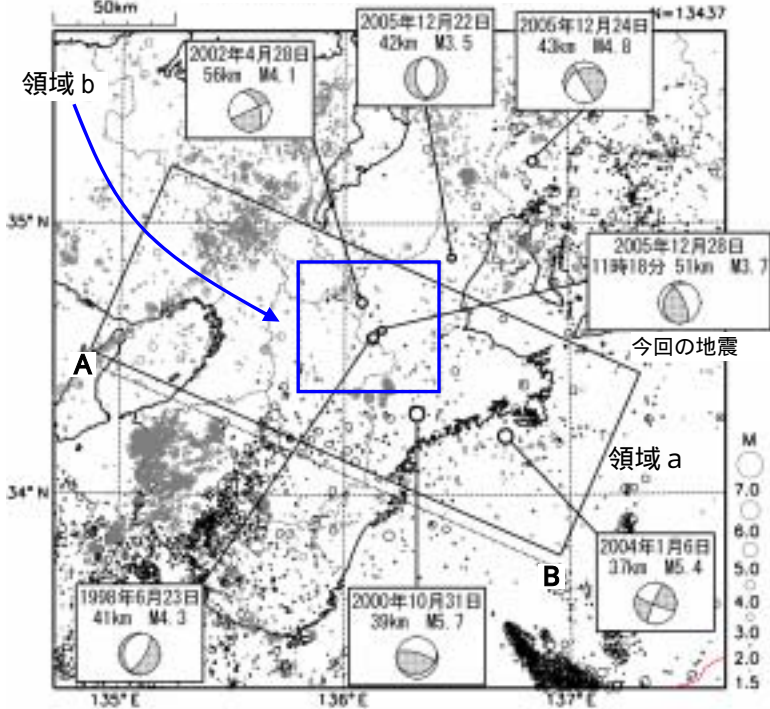 50km
N=13437
2002年4月28日
56km M4.1
2005年12月22日
42km M3.5
2005年12月24日
43km M4.8
領域b
35°N
2005年12月28日
11時18分 51km M3.7
今回の地震
A
領域a
34°N
B
M
7.0
6.0
5.0
4.0
3.0
2.0
1.5
2004年1月6日
37km M5.4
1998年6月23日
41km M4.3
2000年10月31日
39km M5.7
135°E
136°E
137°E